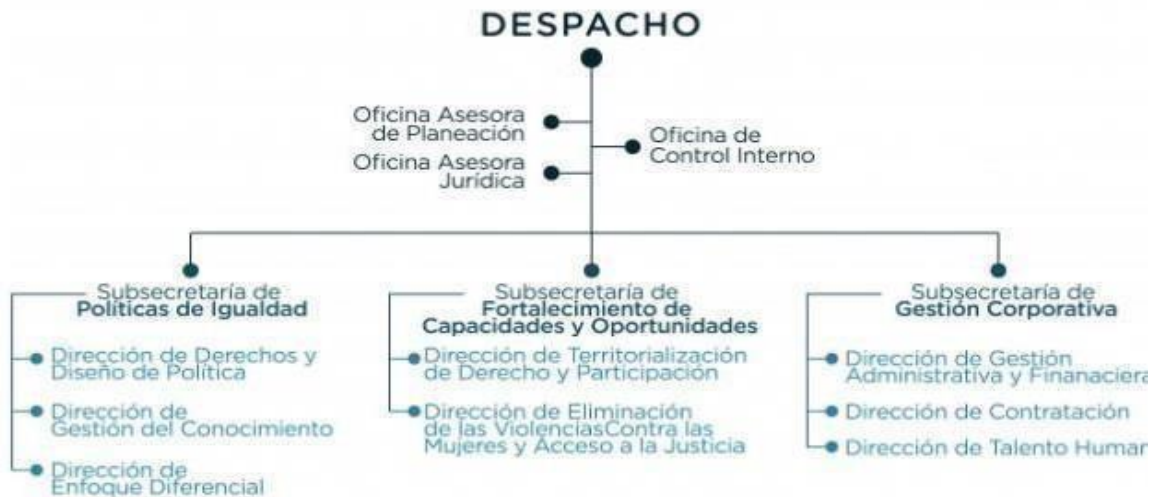 DESPACHO
Oficina Asesora
de Planeación
Oficina de
Control Interno
Oficina Asesora
Jurídica
Subsecretaría de
Políticas de Igualdad
Dirección de Derechos y
Diseño de Política
Dirección de
Gestión del Conocimiento
Dirección de
Enfoque Diferencial
Subsecretaría de
Fortalecimiento de
Capacidades y Oportunidades
Dirección de Territorialización
de Derecho y Participación
Dirección de Eliminación
de las ViolenciasContra las
Mujeres y Acceso a la Justicia
Subsecretaría de
Gestión Corporativa
Dirección de Gestión
Administrativa y Finanaciera
Dirección de Contratación
Dirección de Talento Human